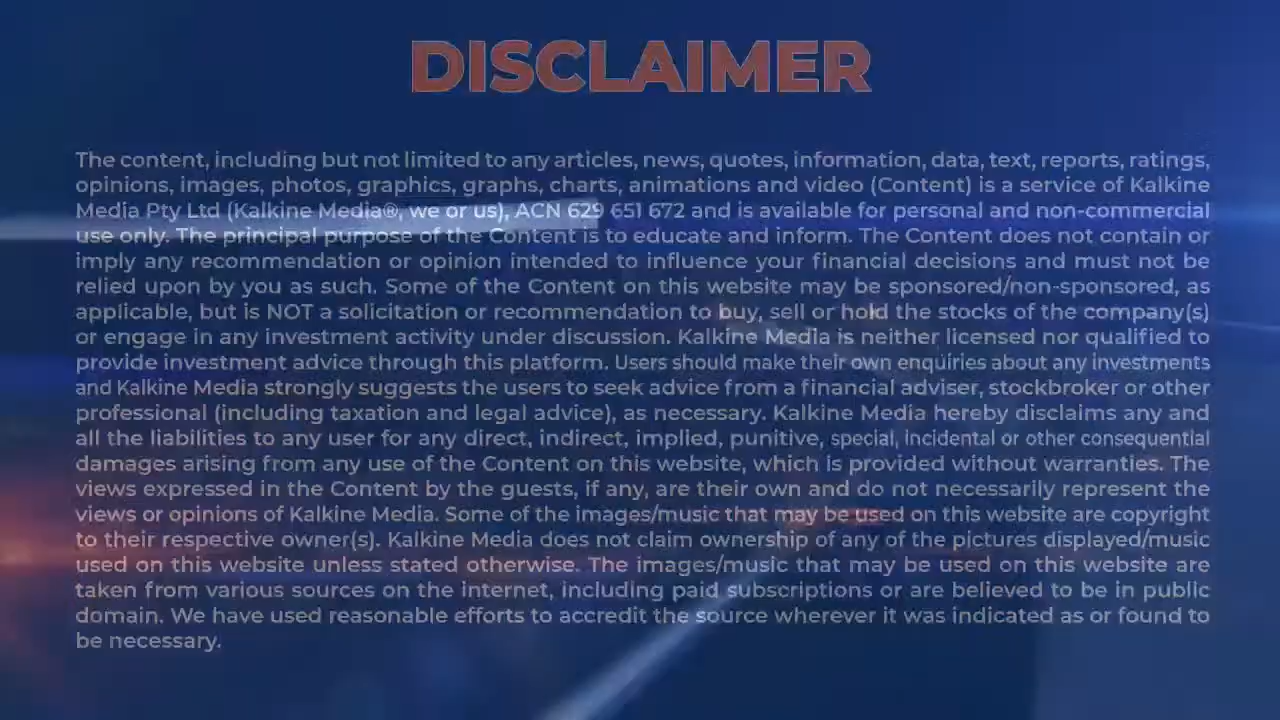 DISCLAIMER
The content, including but not limited to any articles, news, quotes, information, data, text, reports, ratings,
opinions, images, photos, graphics, graphs, charts, animations and video (Content) is a service of Kalkine
Media Pty Ltd (Kalkine Media®, we or us), ACN 629 651 672 and is available for personal and non-commercial
use only. The principal purpose of the Content is to educate and inform. The Content does not contain or
imply any recommendation or opinion intended to influence your financial decisions and must not be
relied upon by you as such. Some of the Content on this website may be sponsored/non-sponsored, as
applicable, but is NOT a solicitation or recommendation to buy, sell or hold the stocks of the company(s)
or engage in any investment activity under discussion. Kalkine Media is neither licensed nor qualified to
provide investment advice through this platform. Users should make their own enquiries about any investments
and Kalkine Media strongly suggests the users to seek advice from a financial adviser, stockbroker or other
professional (including taxation and legal advice), as necessary. Kalkine Media hereby disclaims any and
all the liabilities to any user for any direct, indirect, implied, punitive, special, incidental or other consequential
damages arising from any use of the Content on this website, which is provided without warranties. The
views expressed in the Content by the guests, if any, are their own and do not necessarily represent the
views or opinions of Kalkine Media. Some of the images/music that may be used on this website are copyright
to their respective owner(s). Kalkine Media does not claim ownership of any of the pictures displayed/music
used on this website unless stated otherwise. The images/music that may be used on this website are
taken from various sources on the internet, including paid subscriptions or are believed to be in public
domain. We have used reasonable efforts to accredit the source wherever it was indicated as or found to
be necessary.